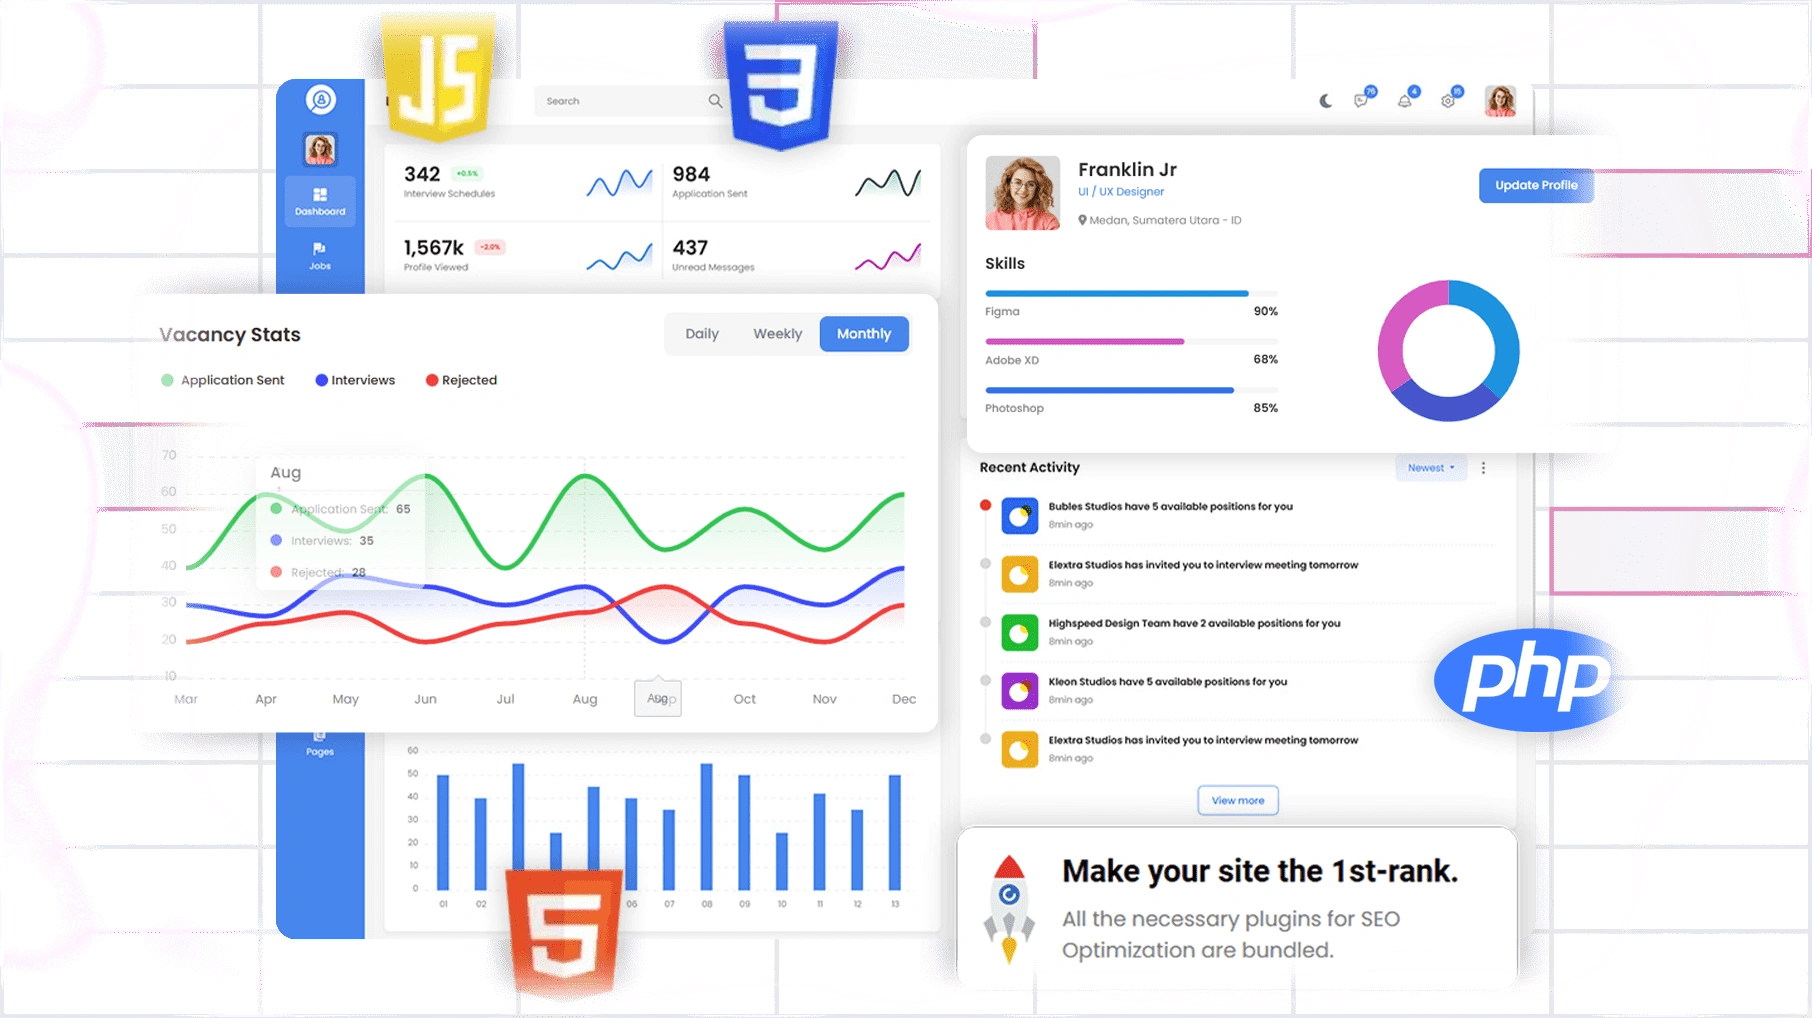 JS
3
Search
76
4
15
342 +0.5%
Interview Schedules
984
Application Sent
1,567k -2.0%
Profile Viewed
437
Unread Messages
Dashboard
Jobs
Franklin Jr
UI / UX Designer
Medan, Sumatera Utara - ID
Update Profile
Skills
Figma 90%
Adobe XD 68%
Photoshop 85%
Vacancy Stats
Daily Weekly Monthly
Application Sent Interviews Rejected
70
60
50
40
30
20
10
Aug
Application Sent: 65
Interviews: 35
Rejected: 28
Mar Apr May Jun Jul Aug Sep Oct Nov Dec
Aug
Recent Activity
Newest
Bubles Studios have 5 available positions for you
8min ago
Elextra Studios has invited you to interview meeting tomorrow
8min ago
Highspeed Design Team have 2 available positions for you
8min ago
Kleon Studios have 5 available positions for you
8min ago
Elextra Studios has invited you to interview meeting tomorrow
8min ago
View more
php
Pages
60
50
40
30
20
10
0
01 02 06 07 08 09 10 11 12 13
5
Make your site the 1st-rank.
All the necessary plugins for SEO
Optimization are bundled.